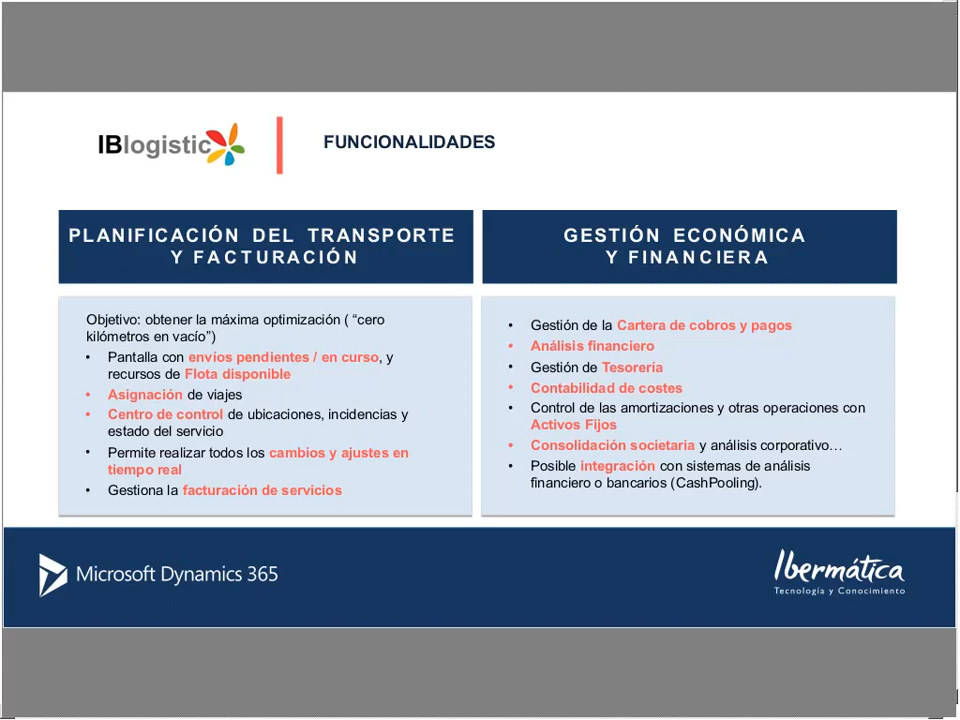 IBlogistic
FUNCIONALIDADES
PLANIFICACIÓN DEL TRANSPORTE
Y FACTURACIÓN
Objetivo: obtener la máxima optimización ( “cero
kilómetros en vacío”)
• Pantalla con envíos pendientes / en curso, y
recursos de Flota disponible
• Asignación de viajes
• Centro de control de ubicaciones, incidencias y
estado del servicio
• Permite realizar todos los cambios y ajustes en
tiempo real
• Gestiona la facturación de servicios
GESTIÓN ECONÓMICA
Y FINANCIERA
• Gestión de la Cartera de cobros y pagos
• Análisis financiero
• Gestión de Tesorería
• Contabilidad de costes
• Control de las amortizaciones y otras operaciones con
Activos Fijos
• Consolidación societaria y análisis corporativo…
• Posible integración con sistemas de análisis
financiero o bancarios (CashPooling).
Microsoft Dynamics 365
Ibermática
Tecnología y Conocimiento